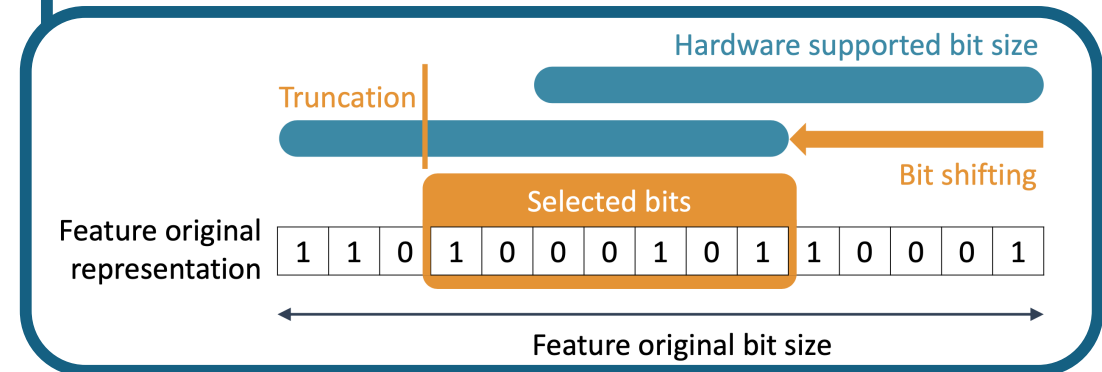 Hardware supported bit size
Truncation
Bit shifting
Selected bits
Feature original
representation
1 1 0 1 0 0 0 1 0 1 1 0 0 0 1
Feature original bit size